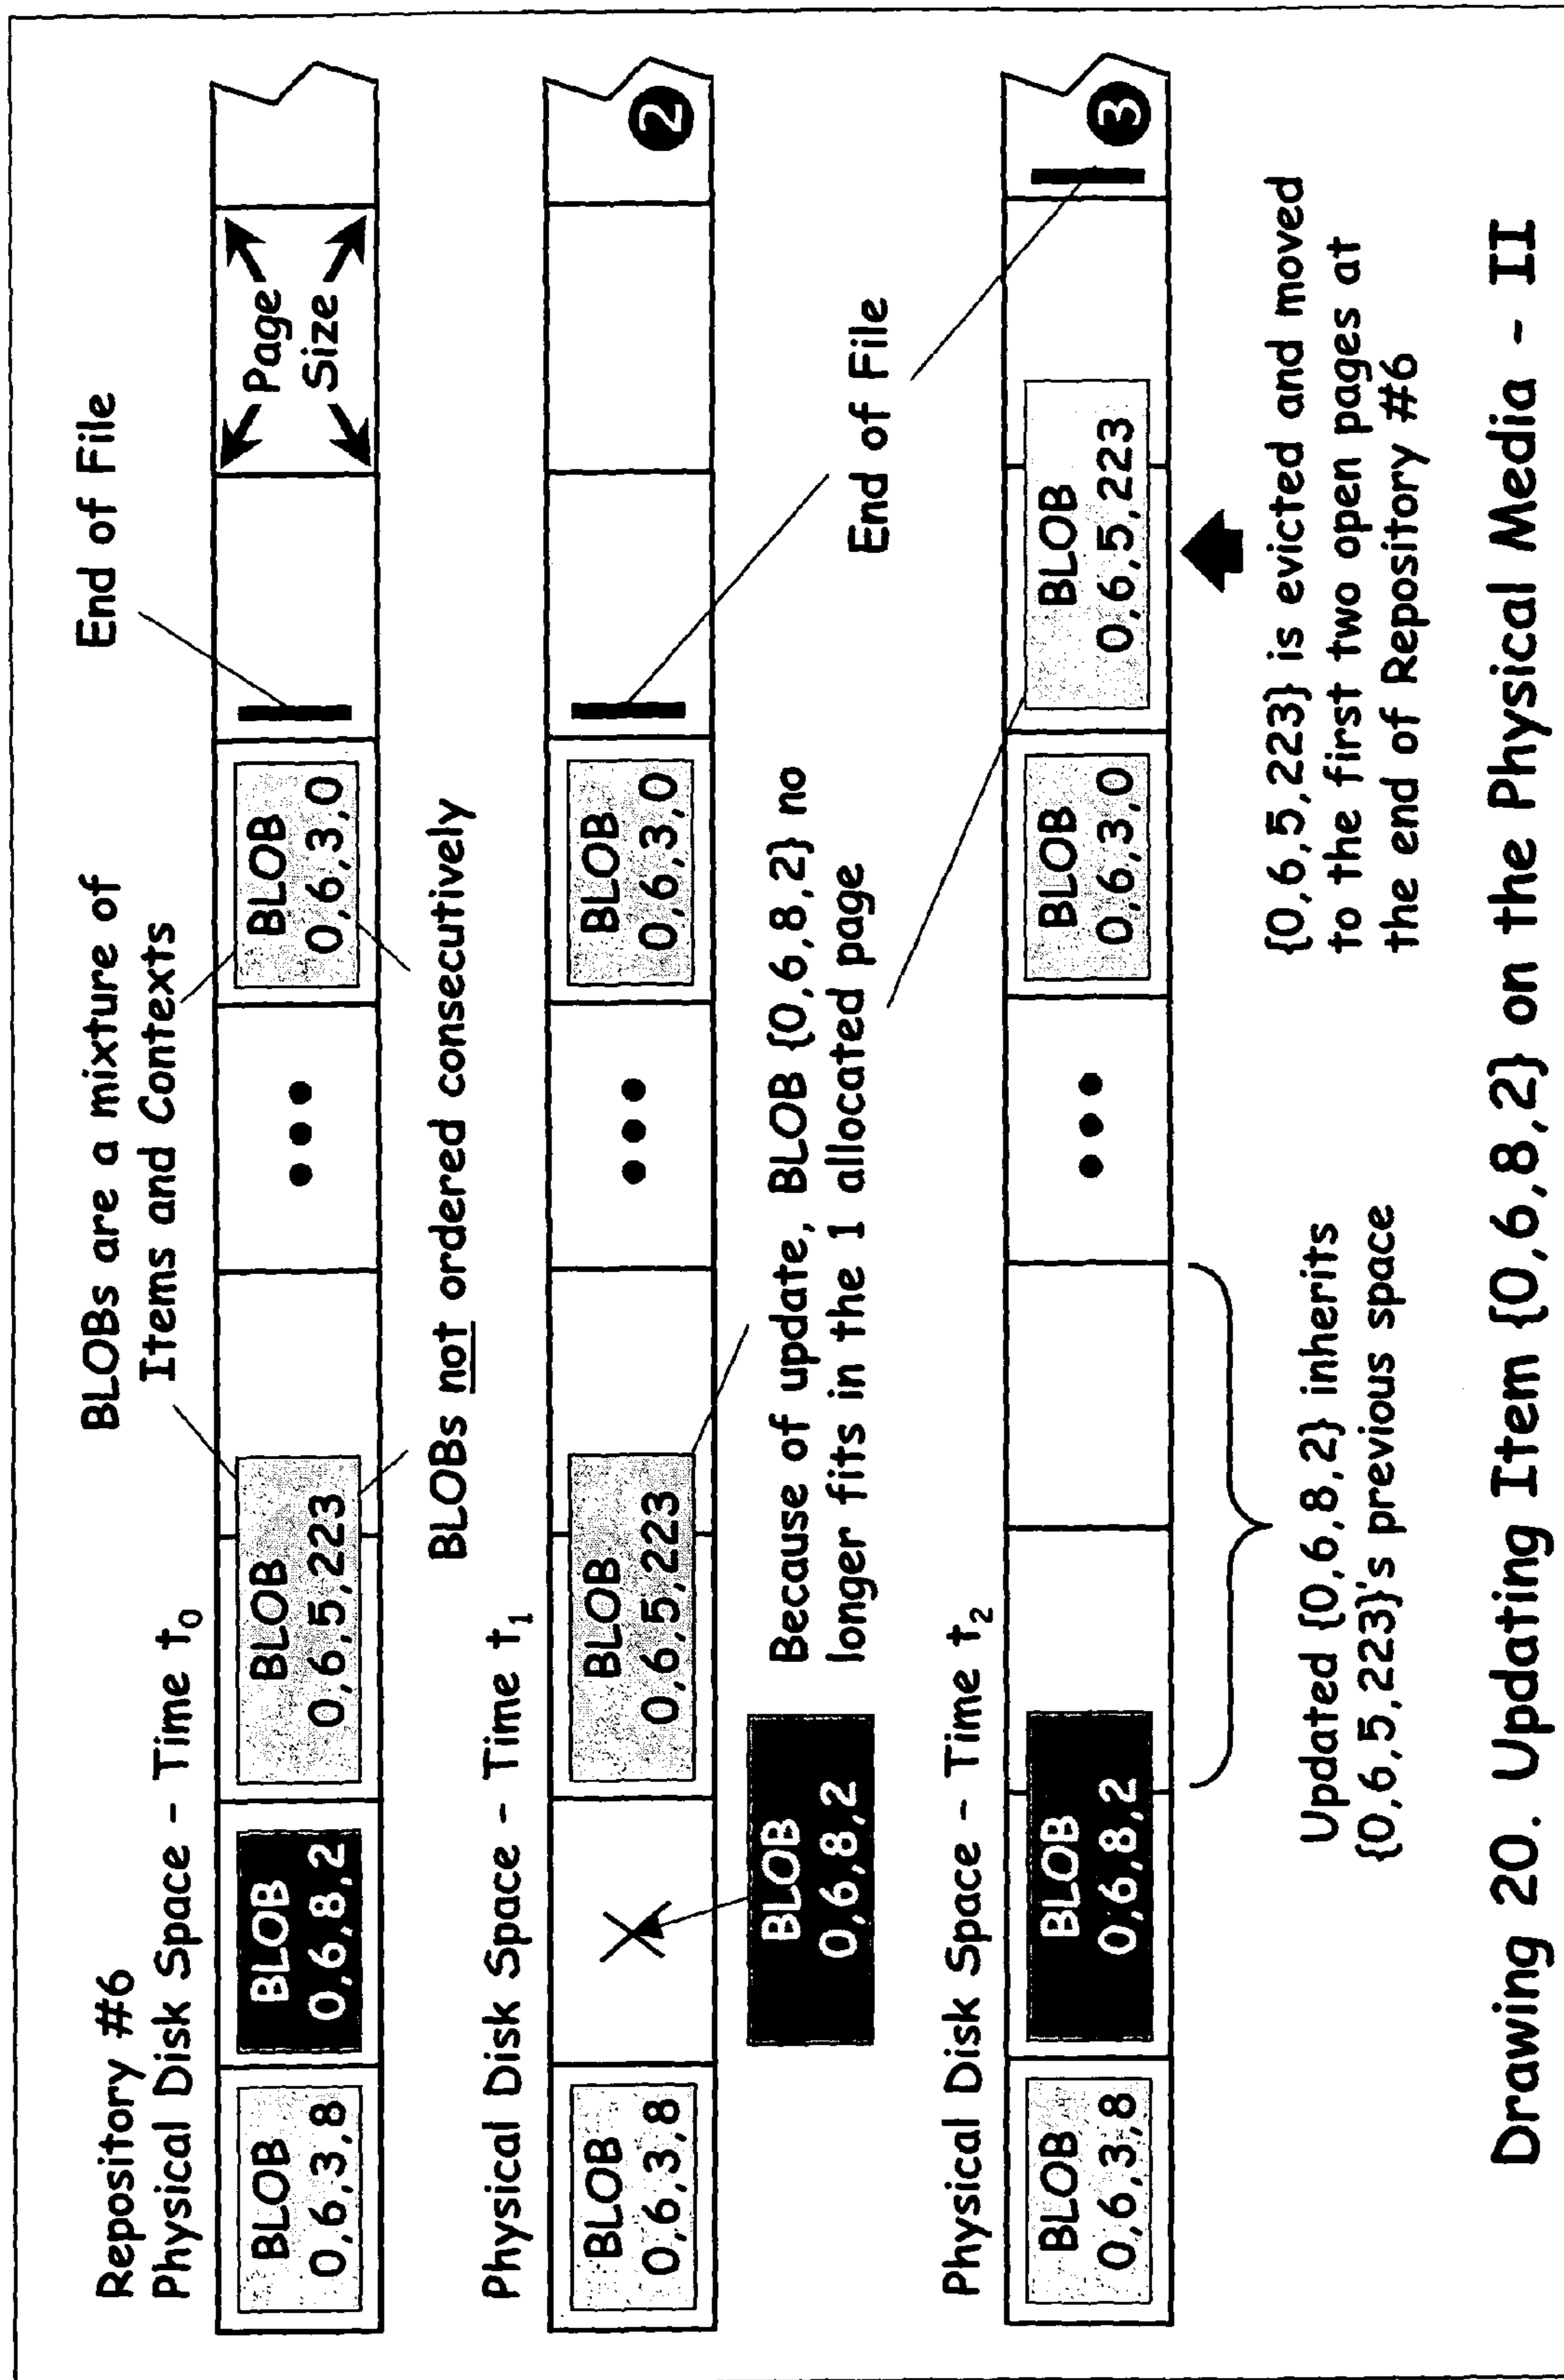 Repository #6
Physical Disk Space - Time t0
BLOBs are a mixture of
Items and Contexts
End of File
BLOB
0,6,3,8
BLOB
0,6,8,2
BLOB
0,6,5,223
•••
BLOB
0,6,3,0
Page
Size
BLOBs not ordered consecutively
Physical Disk Space - Time t1
BLOB
0,6,3,8
BLOB
0,6,5,223
•••
BLOB
0,6,3,0
2
BLOB
0,6,8,2
Because of update, BLOB {0,6,8,2} no
longer fits in the 1 allocated page
End of File
Physical Disk Space - Time t2
BLOB
0,6,3,8
BLOB
0,6,8,2
•••
BLOB
0,6,3,0
BLOB
0,6,5,223
3
Updated {0,6,8,2} inherits
{0,6,5,223}'s previous space
{0,6,5,223} is evicted and moved
to the first two open pages at
the end of Repository #6
Drawing 20. Updating Item {0,6,8,2} on the Physical Media - II